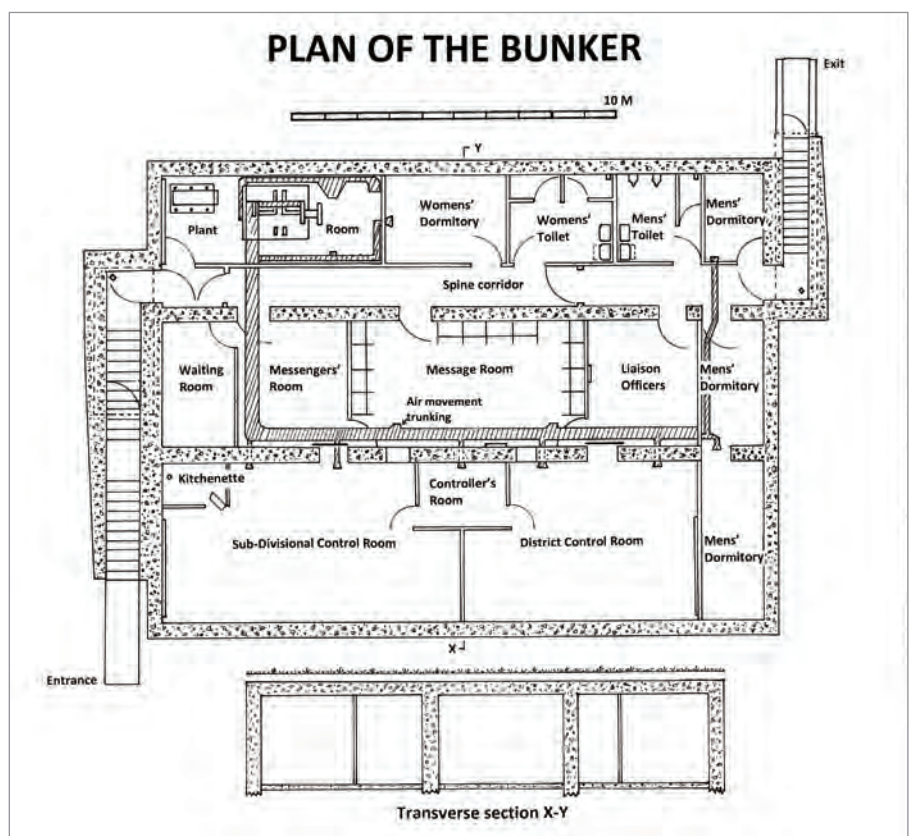 PLAN OF THE BUNKER
Exit
10 M
Y
Womens'
Dormitory
Womens'
Toilet
Mens'
Toilet
Mens'
Dormitory
Plant
Room
Spine corridor
Waiting
Room
Messengers'
Room
Message Room
Liaison
Officers
Mens'
Dormitory
Air movement
trunking
Kitchenette
Controller's
Room
Sub-Divisional Control Room
District Control Room
Mens'
Dormitory
X
Entrance
Transverse section X-Y